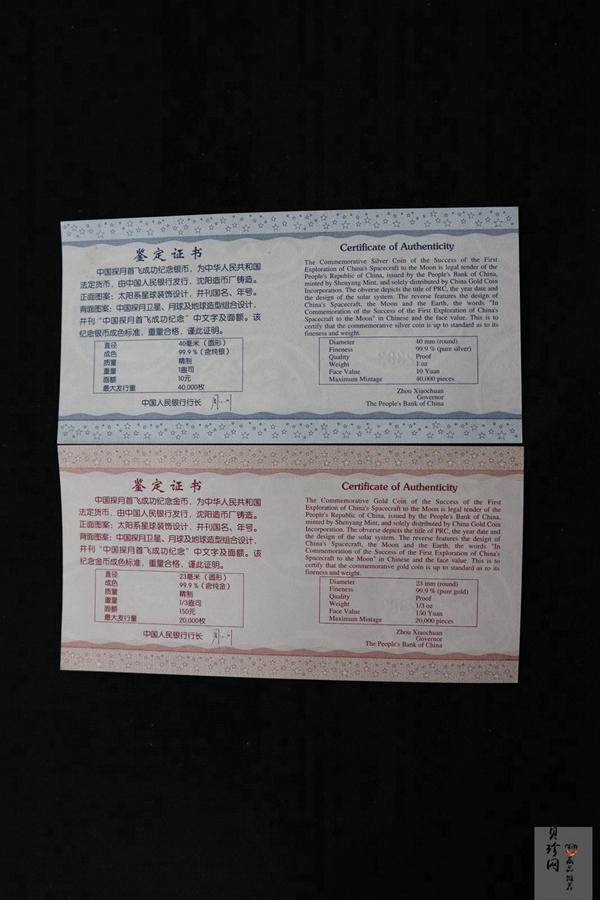 鉴定证书
中国探月首飞成功纪念银币，为中华人民共和国
法定货币，由中国人民银行发行，沈阳造币厂铸造。
正面图案：太阳系星球装饰设计，并刊国名、年号。
背面图案：中国探月卫星、月球及地球造型组合设计，
并刊“中国探月首飞成功纪念”中文字及面额。该
纪念银币成色标准，重量合格，谨此证明。
直径 40毫米（圆形）
成色 99.9％（含纯银）
质量 精制
重量 1盎司
面额 10元
最大发行量 40,000枚
中国人民银行行长
Certificate of Authenticity
The Commemorative Silver Coin of the Success of the First
Exploration of China's Spacecraft to the Moon is legal tender of the
People's Republic of China, issued by the People's Bank of China,
minted by Shenyang Mint, and solely distributed by China Gold Coin
Incorporation. The obverse depicts the title of PRC, the year date and
the design of the solar system. The reverse features the design of
China's Spacecraft, the Moon and the Earth, the words "In
Commemoration of the Success of the First Exploration of China's
Spacecraft to the Moon" in Chinese and the face value. This is to
certify that the commemorative silver coin is up to standard as to its
fineness and weight.
Diameter 40 mm (round)
Fineness 99.9 % (pure silver)
Quality Proof
Weight 1 oz
Face Value 10 Yuan
Maximum Mintage 40,000 pieces
Zhou Xiaochuan
Governor
The People's Bank of China
鉴定证书
中国探月首飞成功纪念金币，为中华人民共和国
法定货币，由中国人民银行发行，沈阳造币厂铸造。
正面图案：太阳系星球装饰设计，并刊国名、年号。
背面图案：中国探月卫星、月球及地球造型组合设计，
并刊“中国探月首飞成功纪念”中文字及面额。该
纪念金币成色标准，重量合格，谨此证明。
直径 23毫米（圆形）
成色 99.9％（含纯金）
质量 精制
重量 1/3盎司
面额 150元
最大发行量 20,000枚
中国人民银行行长
Certificate of Authenticity
The Commemorative Gold Coin of the Success of the First
Exploration of China's Spacecraft to the Moon is legal tender of the
People's Republic of China, issued by the People's Bank of China,
minted by Shenyang Mint, and solely distributed by China Gold Coin
Incorporation. The obverse depicts the title of PRC, the year date and
the design of the solar system. The reverse features the design of
China's Spacecraft, the Moon and the Earth, the words "In
Commemoration of the Success of the First Exploration of China's
Spacecraft to the Moon" in Chinese and the face value. This is to
certify that the commemorative gold coin is up to standard as to its
fineness and weight.
Diameter 23 mm (round)
Fineness 99.9 % (pure gold)
Quality Proof
Weight 1/3 oz
Face Value 150 Yuan
Maximum Mintage 20,000 pieces
Zhou Xiaochuan
Governor
The People's Bank of China
贝珍网